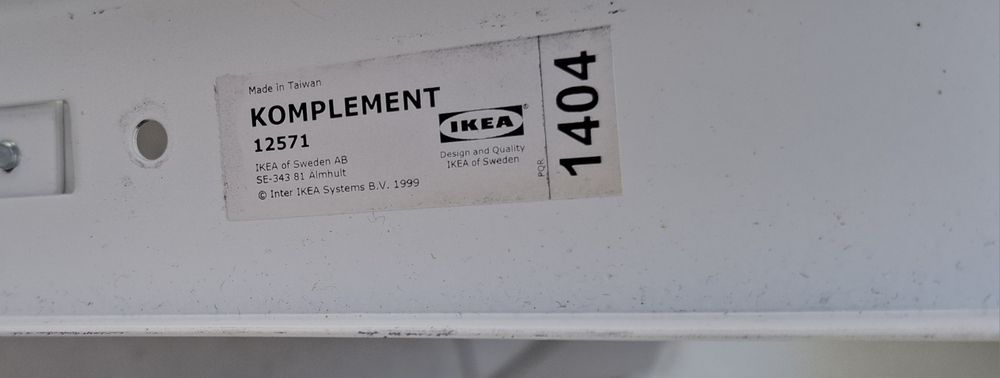 Made in Taiwan
KOMPLEMENT
12571
IKEA of Sweden AB
SE-343 81 Älmhult
© Inter IKEA Systems B.V. 1999
IKEA®
Design and Quality
IKEA of Sweden
PQR
1404